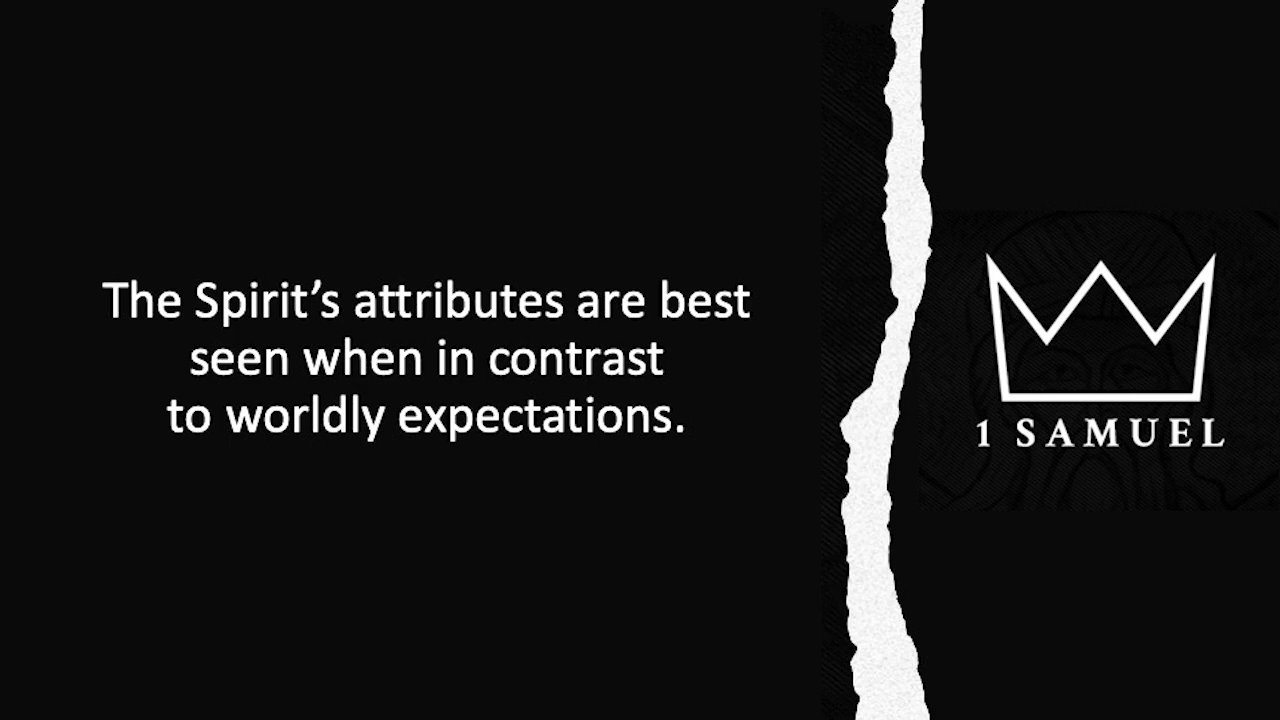 The Spirit’s attributes are best
seen when in contrast
to worldly expectations.
1 SAMUEL